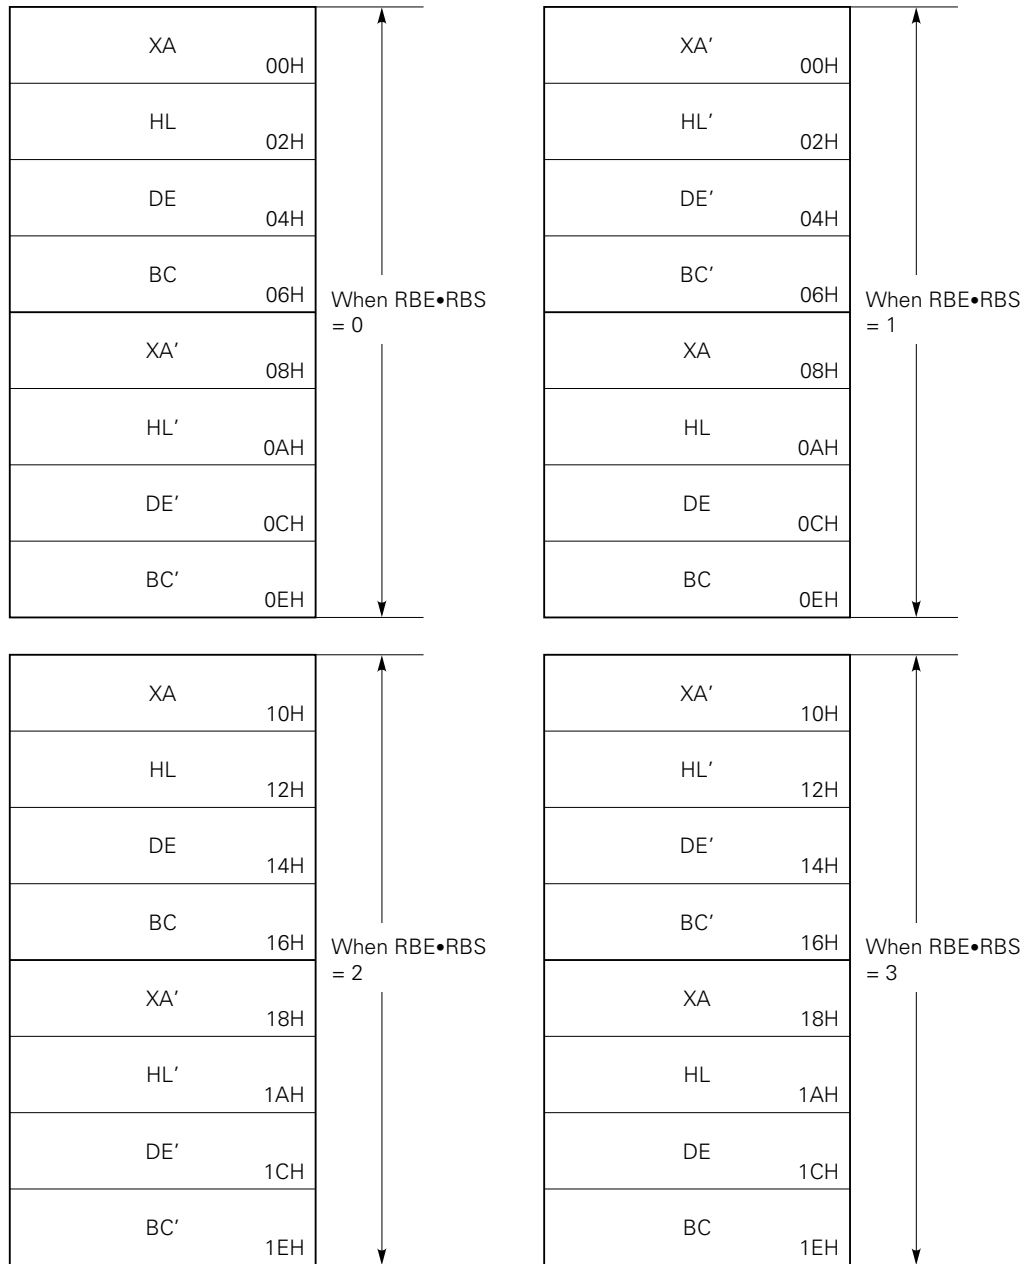 XA
00H
HL
02H
DE
04H
BC
06H
XA′
08H
HL′
0AH
DE′
0CH
BC′
0EH
When RBE•RBS
= 0
XA′
00H
HL′
02H
DE′
04H
BC′
06H
XA
08H
HL
0AH
DE
0CH
BC
0EH
When RBE•RBS
= 1
XA
10H
HL
12H
DE
14H
BC
16H
XA′
18H
HL′
1AH
DE′
1CH
BC′
1EH
When RBE•RBS
= 2
XA′
10H
HL′
12H
DE′
14H
BC′
16H
XA
18H
HL
1AH
DE
1CH
BC
1EH
When RBE•RBS
= 3